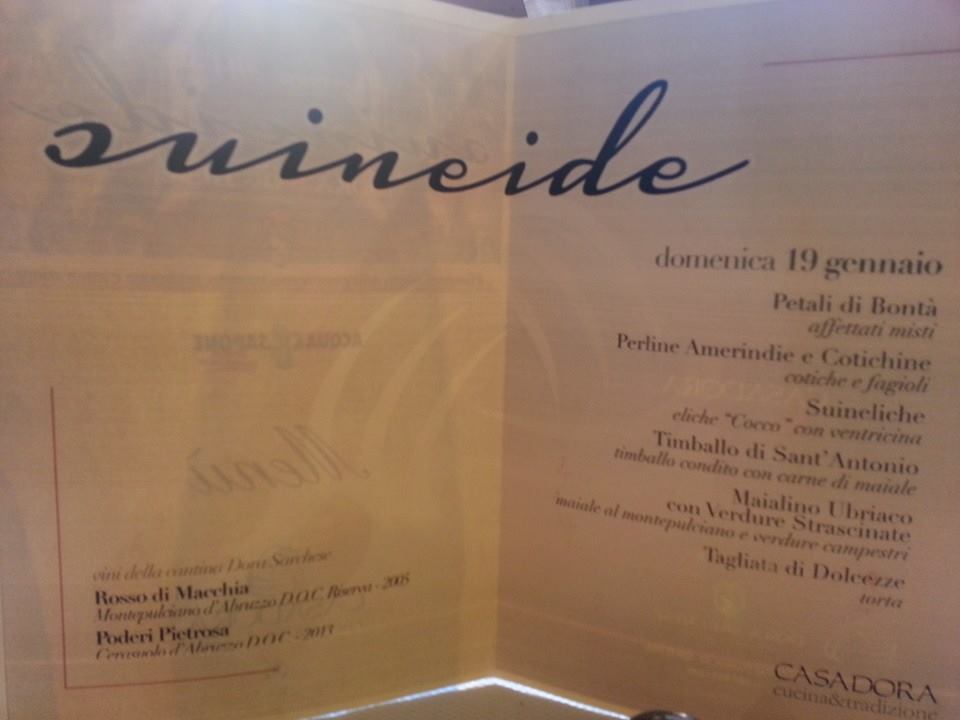 suineide
domenica 19 gennaio
Petali di Bontà
affettati misti
Perline Amerindie e Cotichine
cotiche e fagioli
Suineliche
eliche "Cocco" con ventricina
Timballo di Sant'Antonio
timballo condito con carne di maiale
Maialino Ubriaco
con Verdure Strascinate
maiale al montepulciano e verdure campestri
Tagliata di Dolcezze
torta
CASADORA
cucina&tradizione
vini della cantina Dora Sarchese
Rosso di Macchia
Montepulciano d'Abruzzo D.O.C. Riserva - 2005
Poderi Pietrosa
Cerasuolo d'Abruzzo D.O.C - 2013
ACQUA & SAPONE
Menù